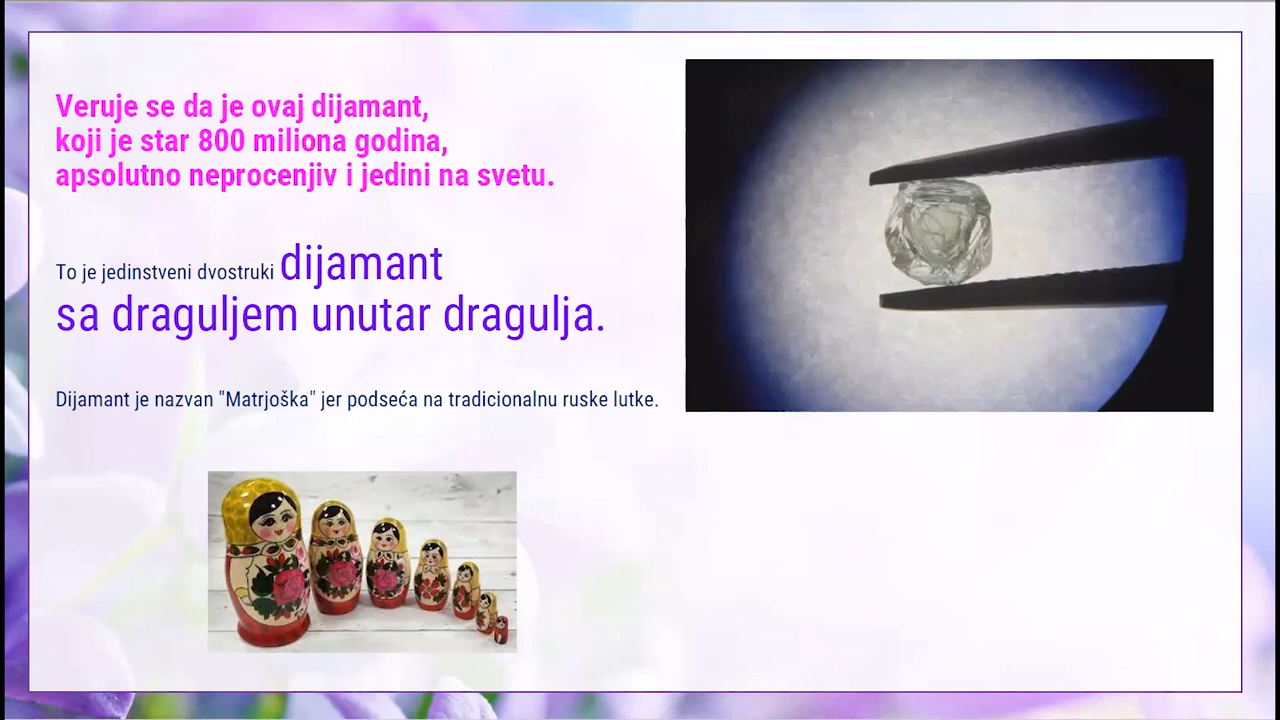 Veruje se da je ovaj dijamant,
koji je star 800 miliona godina,
apsolutno neprocenjiv i jedini na svetu.
To je jedinstveni dvostruki dijamant
sa draguljem unutar dragulja.
Dijamant je nazvan "Matrjoška" jer podseća na tradicionalnu ruske lutke.